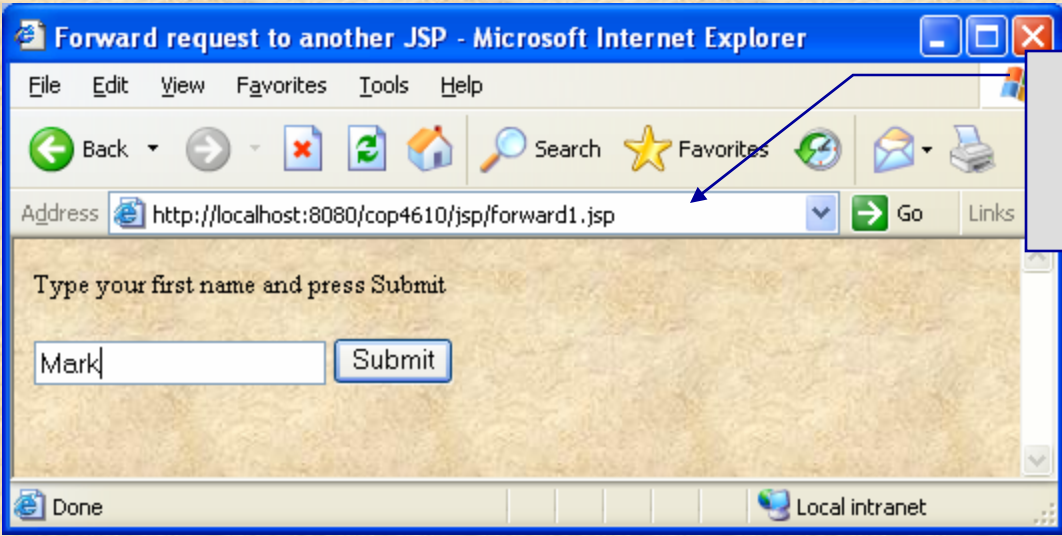 Forward request to another JSP - Microsoft Internet Explorer
File Edit View Favorites Tools Help
Back Search Favorites
Address http://localhost:8080/cop4610/jsp/forward1.jsp Go Links
Type your first name and press Submit
Mark Submit
Done Local intranet